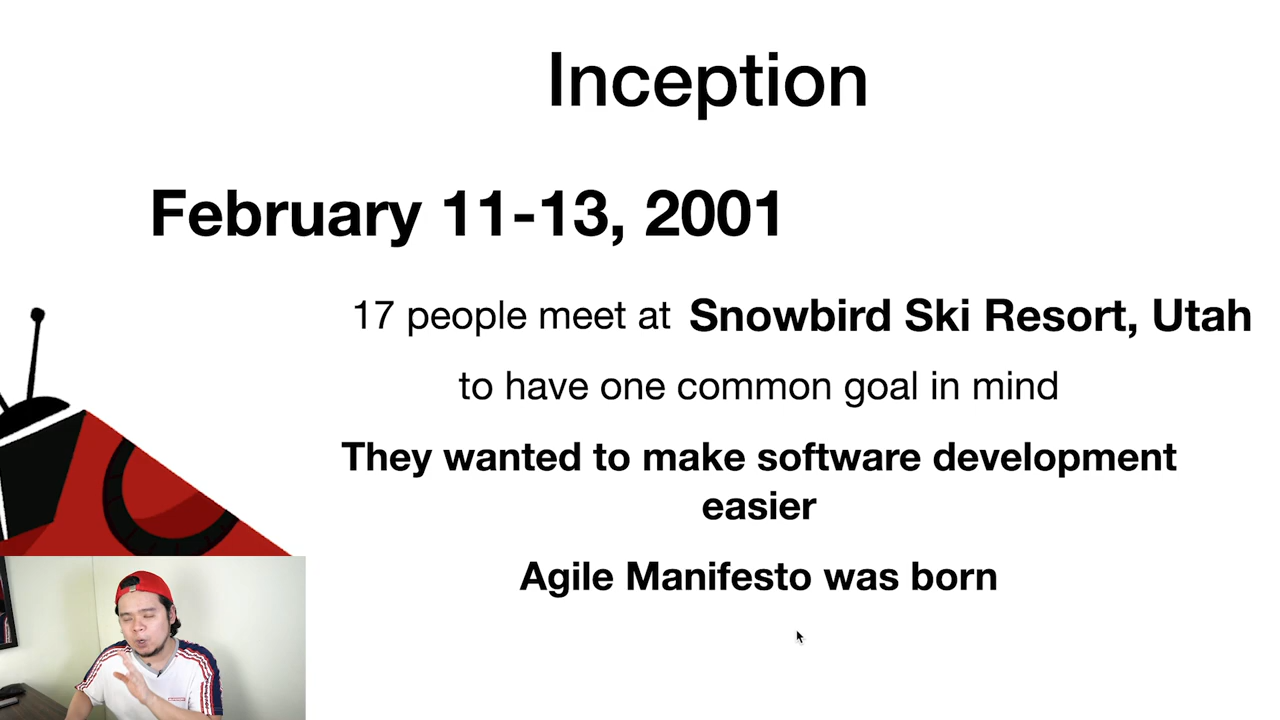 Inception
February 11-13, 2001
17 people meet at Snowbird Ski Resort, Utah
to have one common goal in mind
They wanted to make software development
easier
Agile Manifesto was born